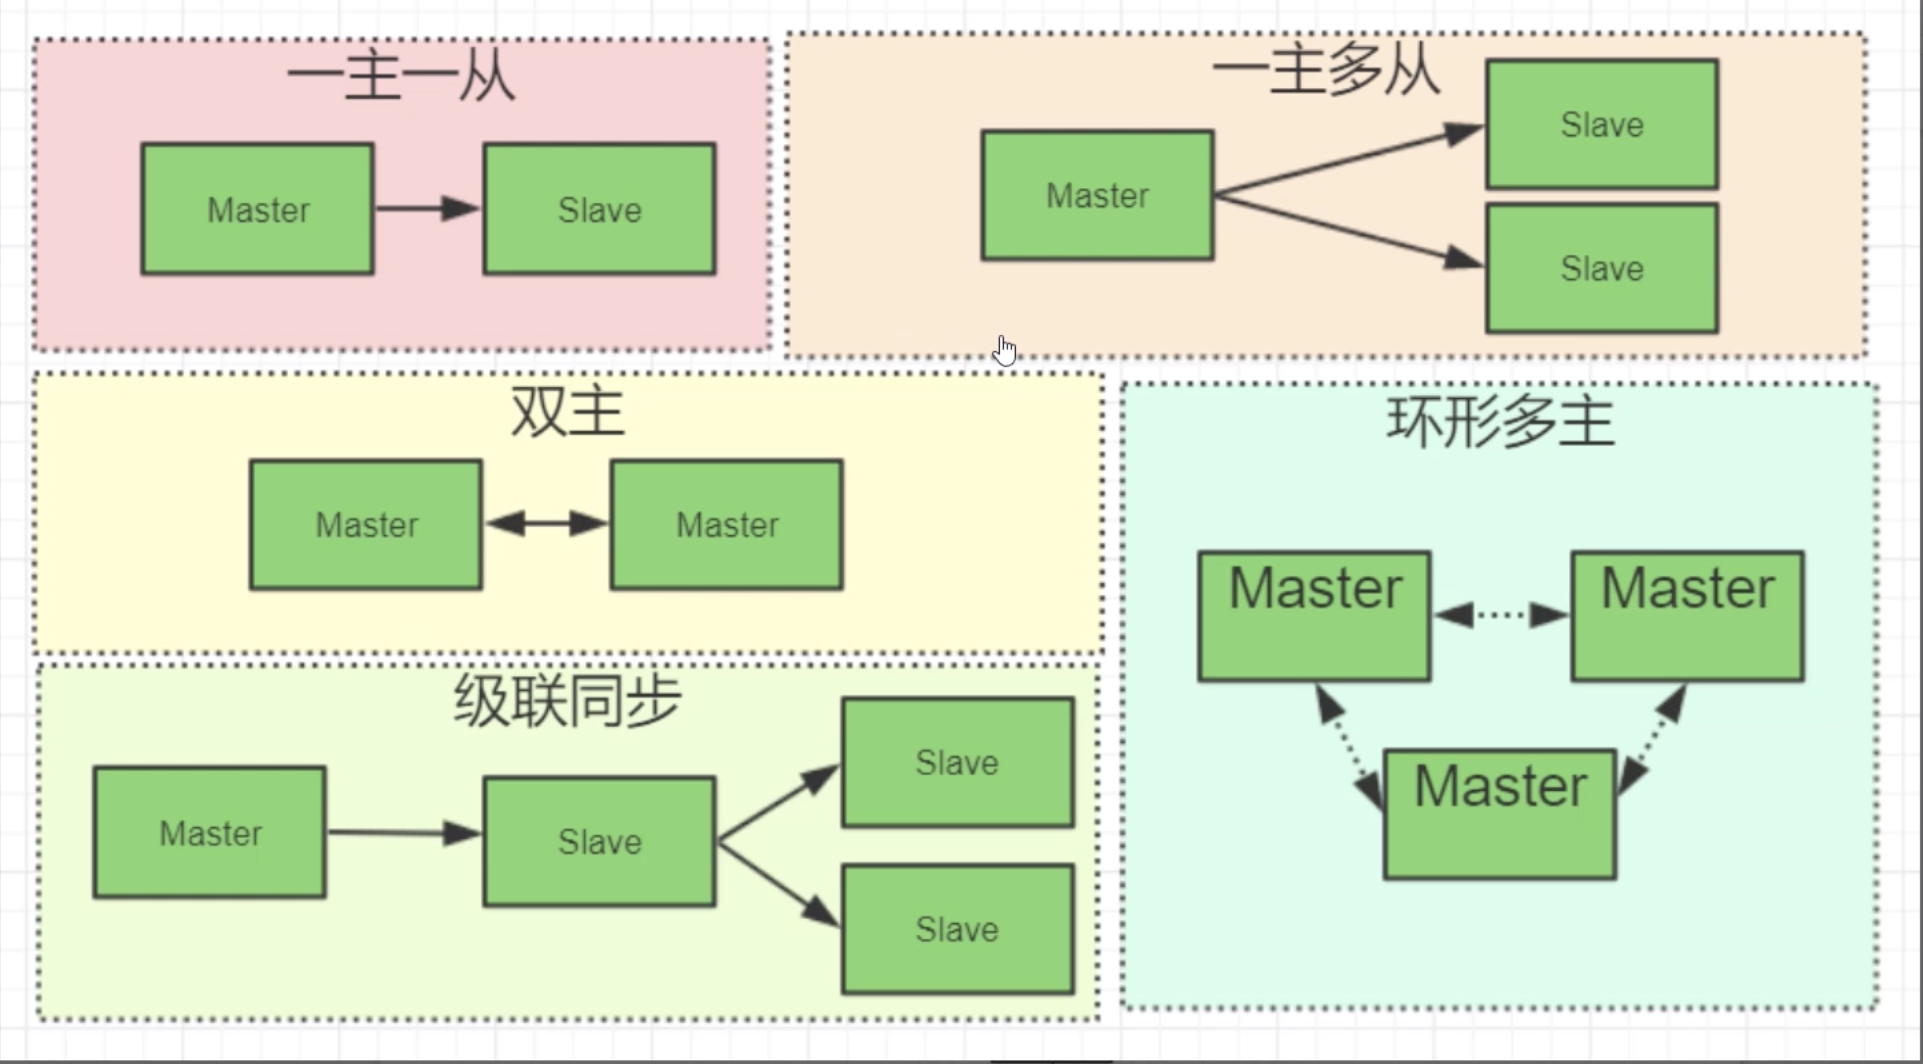 一主一从
Master
Slave
一主多从
Master
Slave
Slave
双主
Master
Master
环形多主
Master
Master
Master
级联同步
Master
Slave
Slave
Slave